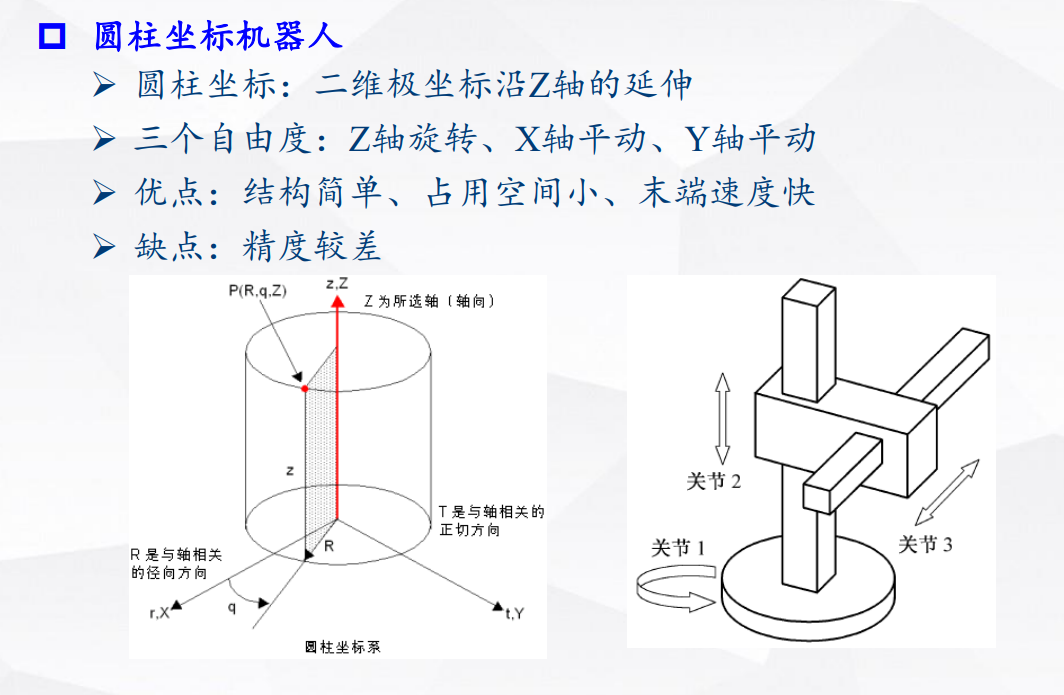 圆柱坐标机器人
圆柱坐标：二维极坐标沿Z轴的延伸
三个自由度：Z轴旋转、X轴平动、Y轴平动
优点：结构简单、占用空间小、末端速度快
缺点：精度较差
P(R,q,Z)
z,Z
Z 为所选轴（轴向）
z
T 是与轴相关的
正切方向
R 是与轴相关
的径向方向
R
q
r,X
t,Y
圆柱坐标系
关节 2
关节 3
关节 1